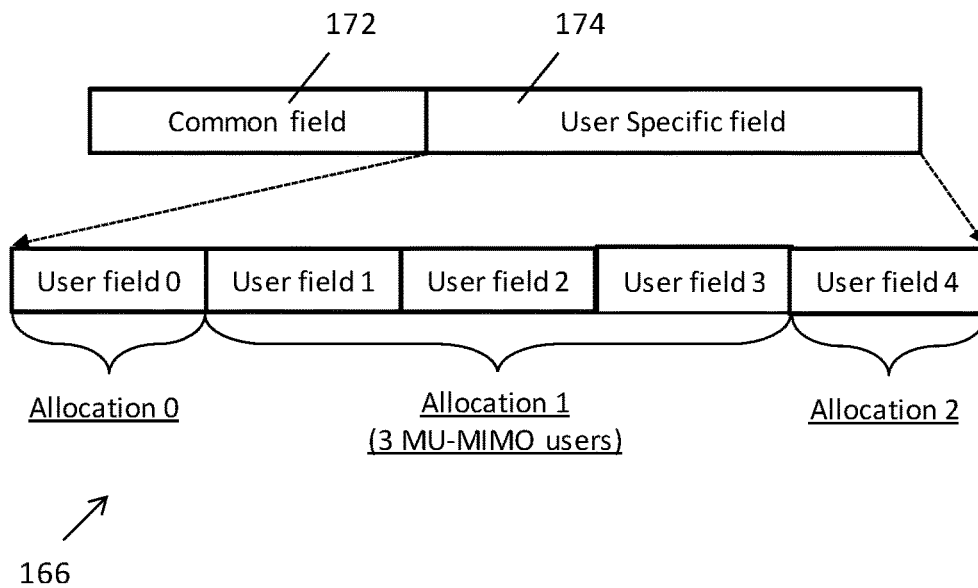 172
174
Common field
User Specific field
User field 0
User field 1
User field 2
User field 3
User field 4
Allocation 0
Allocation 1
(3 MU-MIMO users)
Allocation 2
166